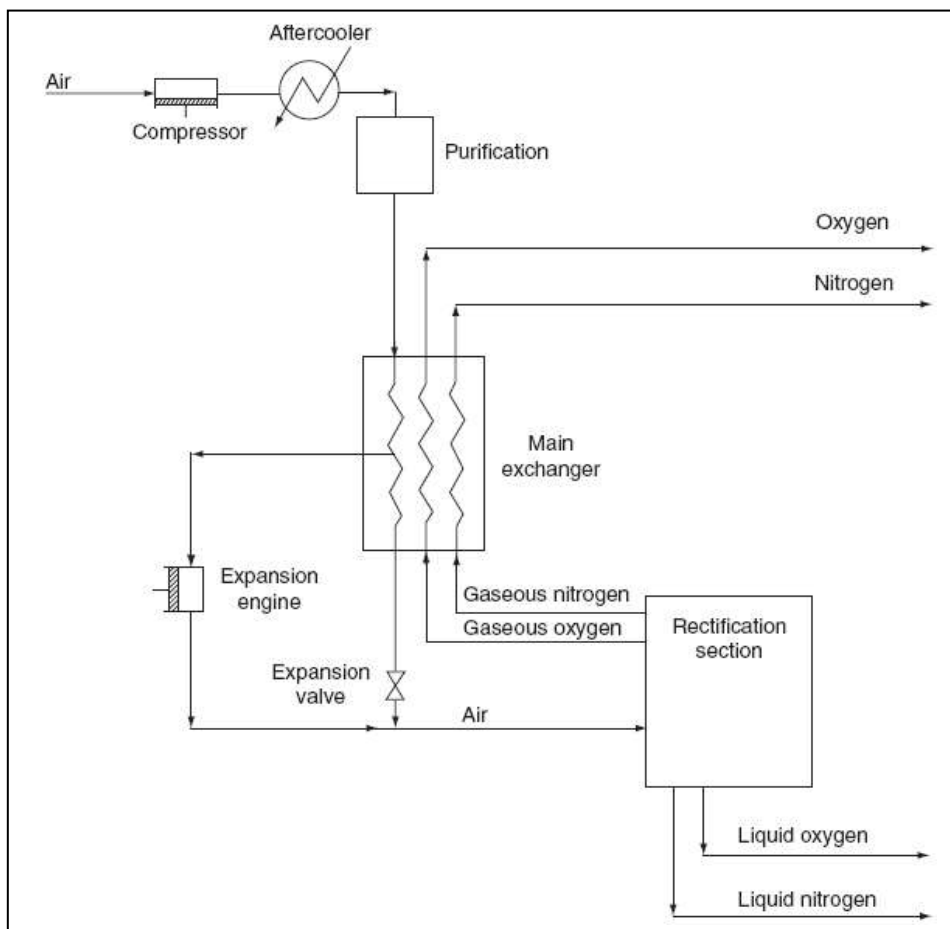 Aftercooler
Air
Compressor
Purification
Oxygen
Nitrogen
Main
exchanger
Expansion
engine
Gaseous nitrogen
Gaseous oxygen
Rectification
section
Expansion
valve
Air
Liquid oxygen
Liquid nitrogen